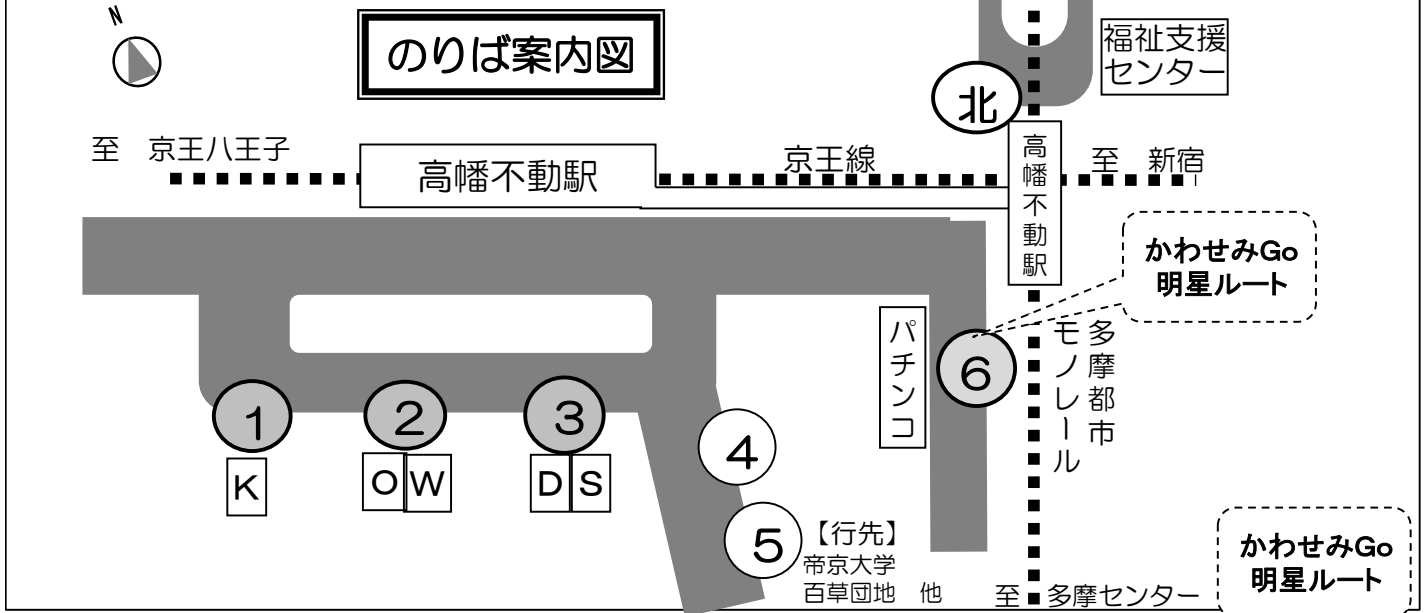 N
のりば案内図
福祉支援
センター
北
至 京王八王子
高幡不動駅
京王線
高幡不動駅
至 新宿
かわせみGo
明星ルート
パチンコ
6
多摩都市
モノレール
1
2
3
4
K
O W
D S
5
【行先】
帝京大学
百草団地 他
至 多摩センター
かわせみGo
明星ルート